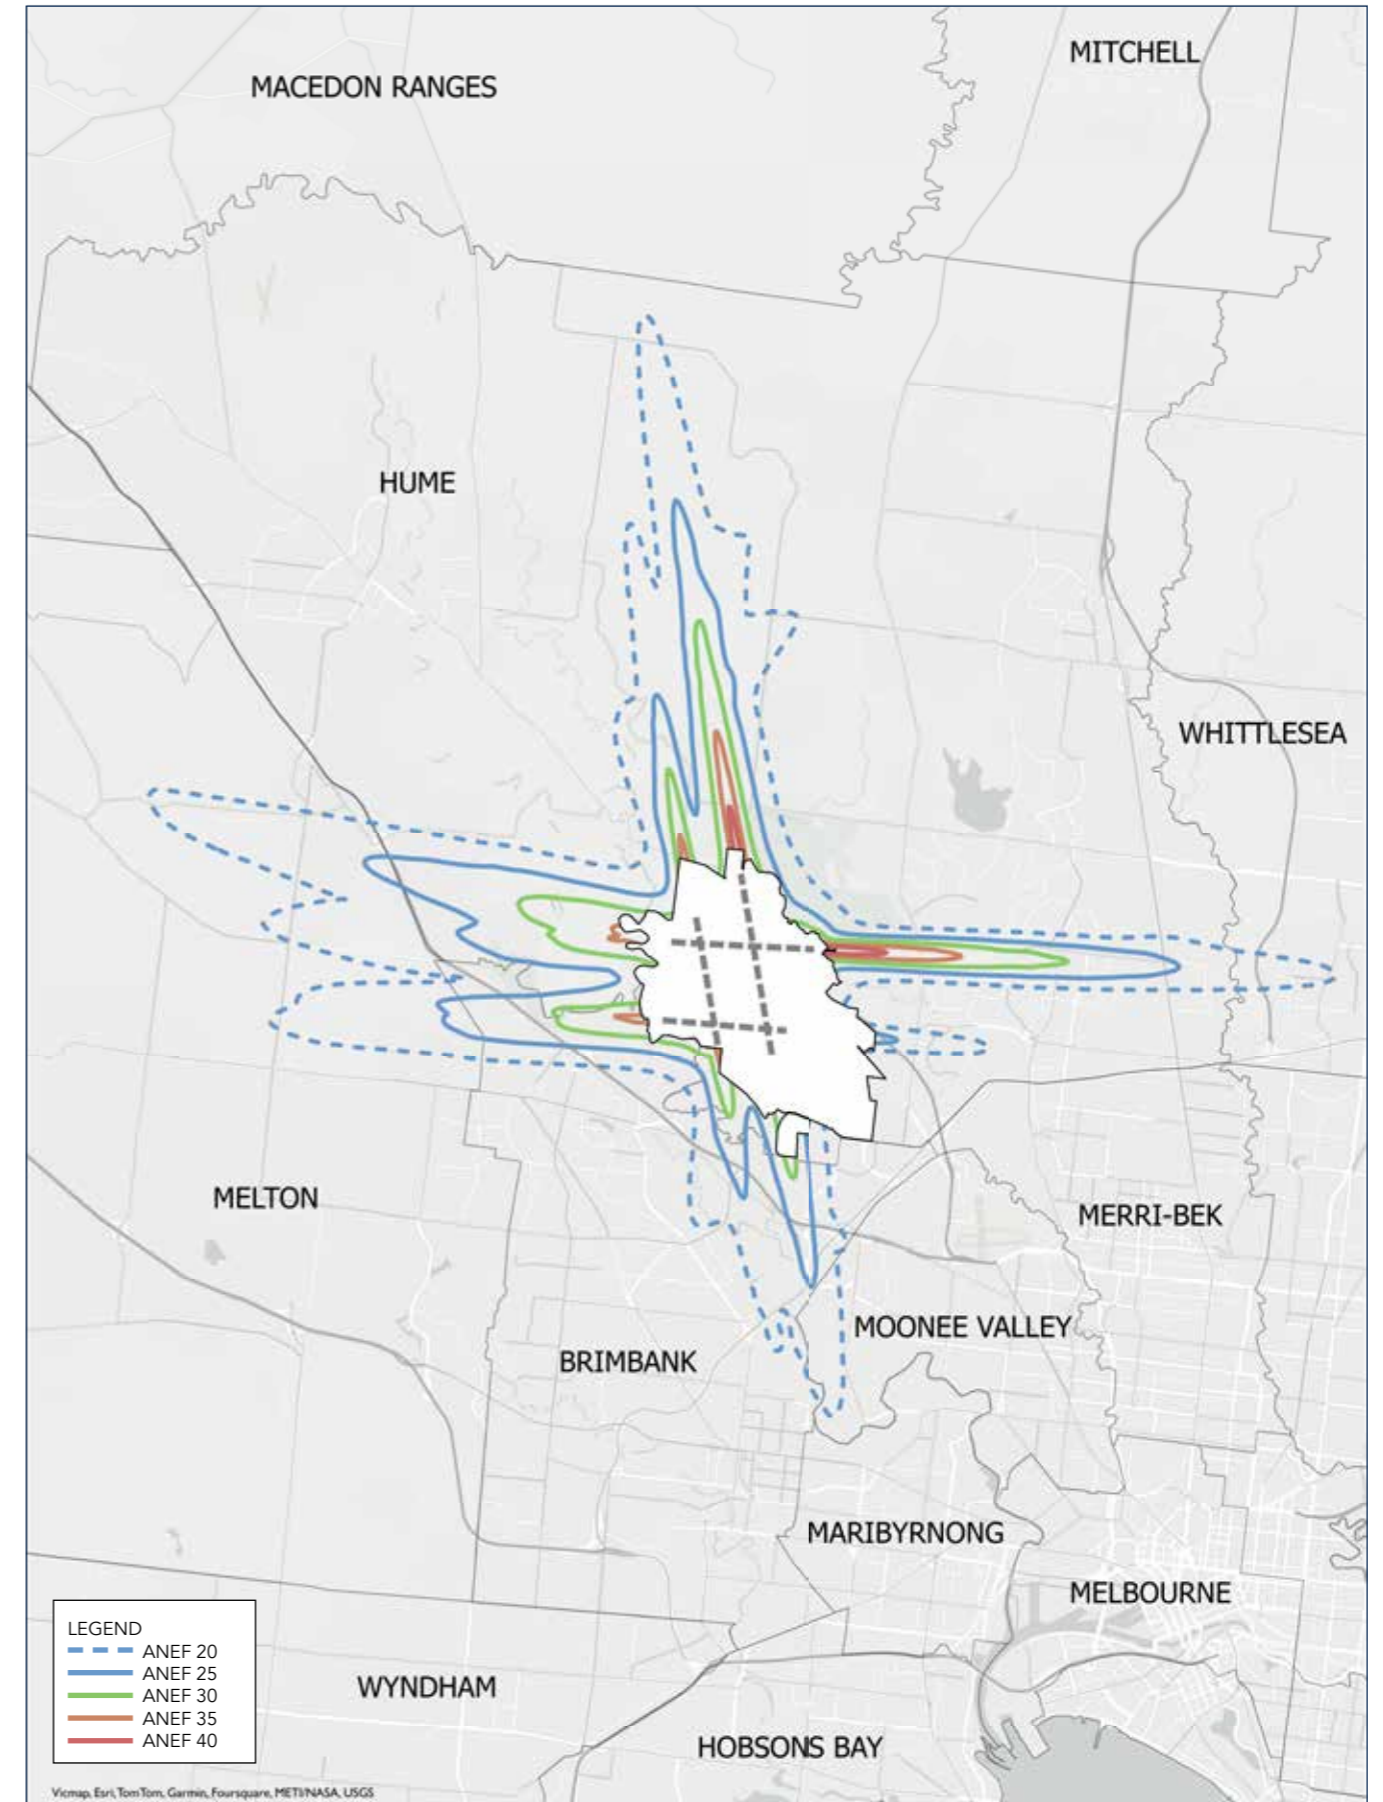 MITCHELL
MACEDON RANGES
HUME
WHITTLESEA
MELTON
MERRI-BEK
MOONEE VALLEY
BRIMBANK
MARIBYRNONG
MELBOURNE
WYNDHAM
HOBSONS BAY
LEGEND
ANEF 20
ANEF 25
ANEF 30
ANEF 35
ANEF 40
Vicmap, Esri, TomTom, Garmin, Foursquare, METI/NASA, USGS